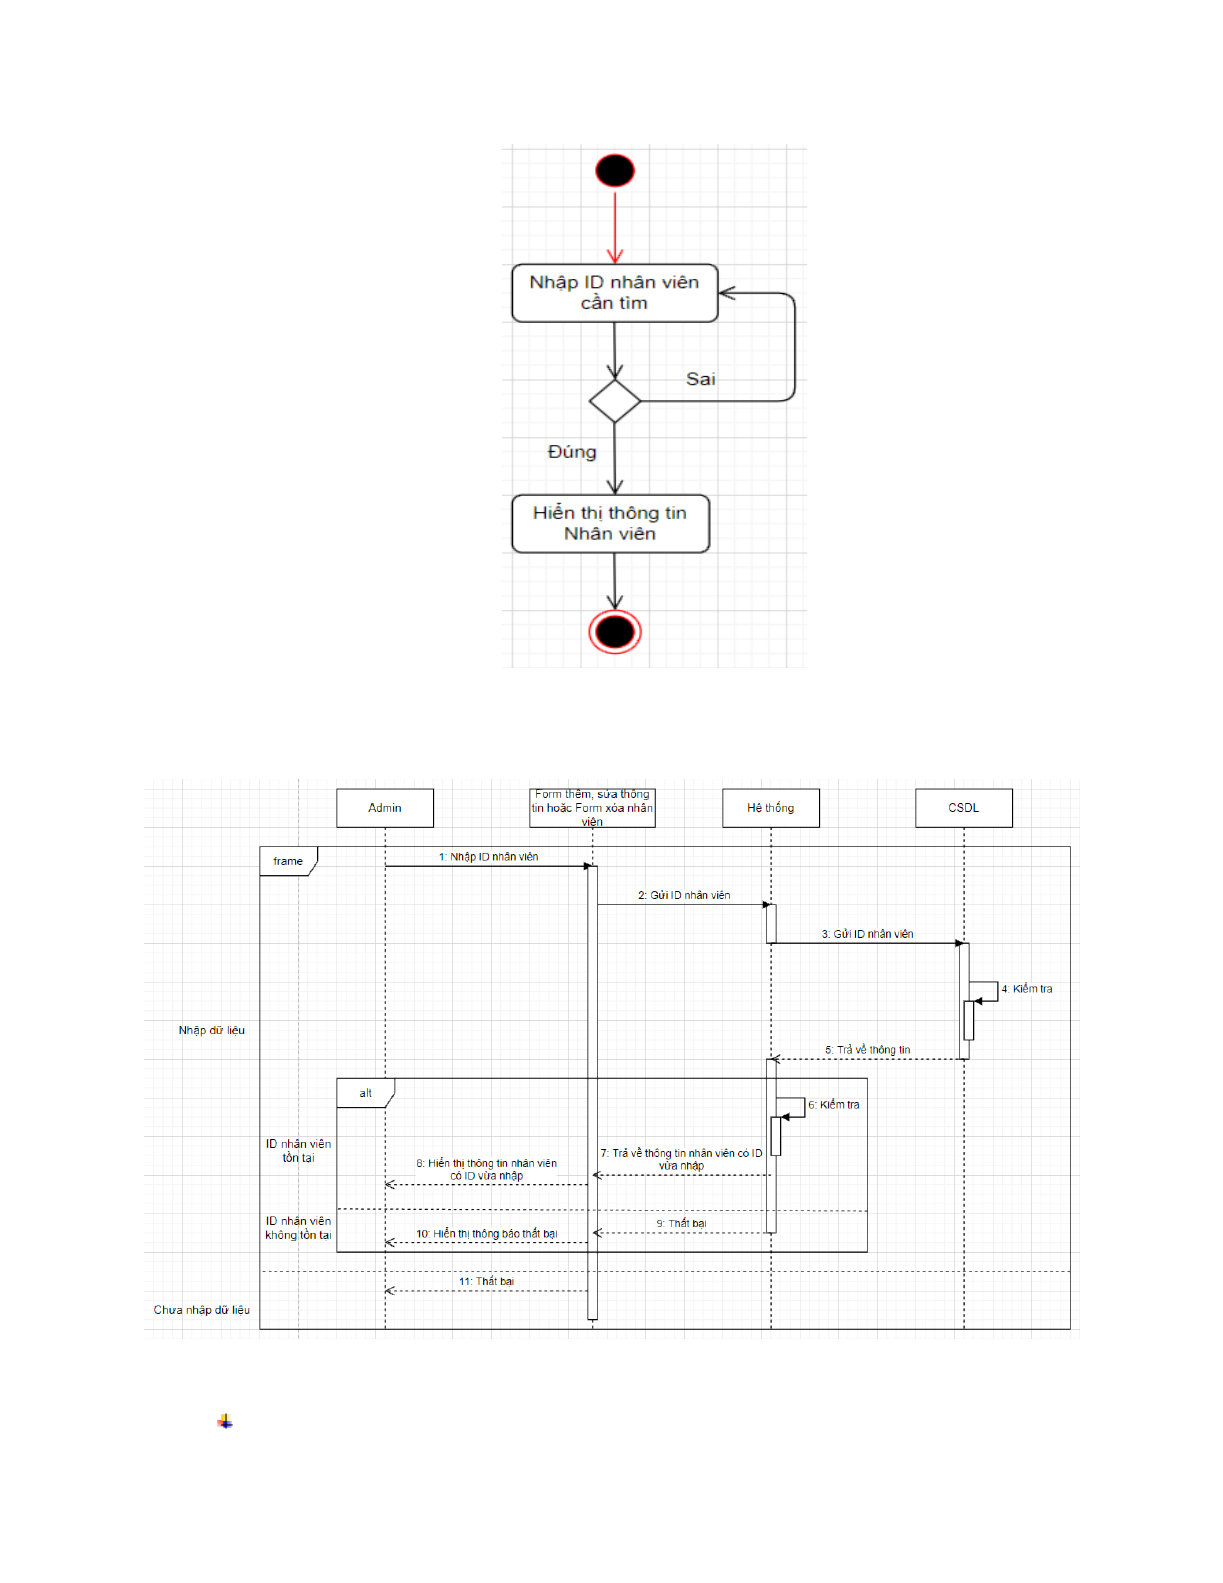 Nhập ID nhân viên
cần tìm
Sai
Đúng
Hiển thị thông tin
Nhân viên
Admin
Form thêm, sửa thông
tin hoặc Form xóa nhân
viên
Hệ thống
CSDL
frame
1: Nhập ID nhân viên
2: Gửi ID nhân viên
3: Gửi ID nhân viên
4: Kiểm tra
Nhập dữ liệu
5: Trả về thông tin
alt
6: Kiểm tra
ID nhân viên
tồn tại
7: Trả về thông tin nhân viên có ID
vừa nhập
8: Hiển thị thông tin nhân viên
có ID vừa nhập
ID nhân viên
không tồn tại
9: Thất bại
10: Hiển thị thông báo thất bại
11: Thất bại
Chưa nhập dữ liệu